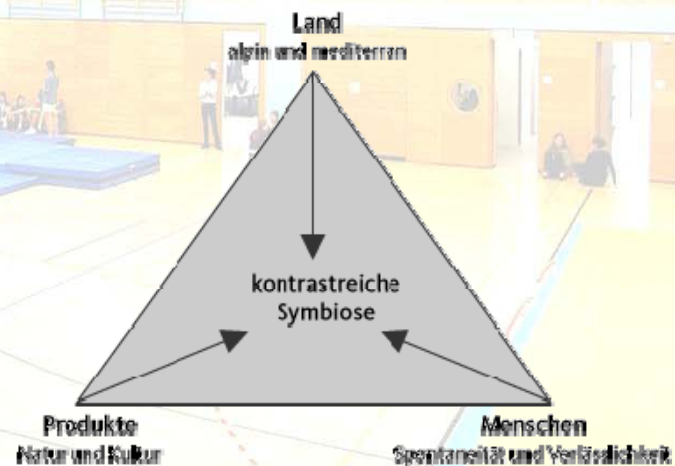 Land
alpin und mediterran
kontrastreiche
Symbiose
Produkte
Natur und Kultur
Menschen
Spontaneität und Verlässlichkeit